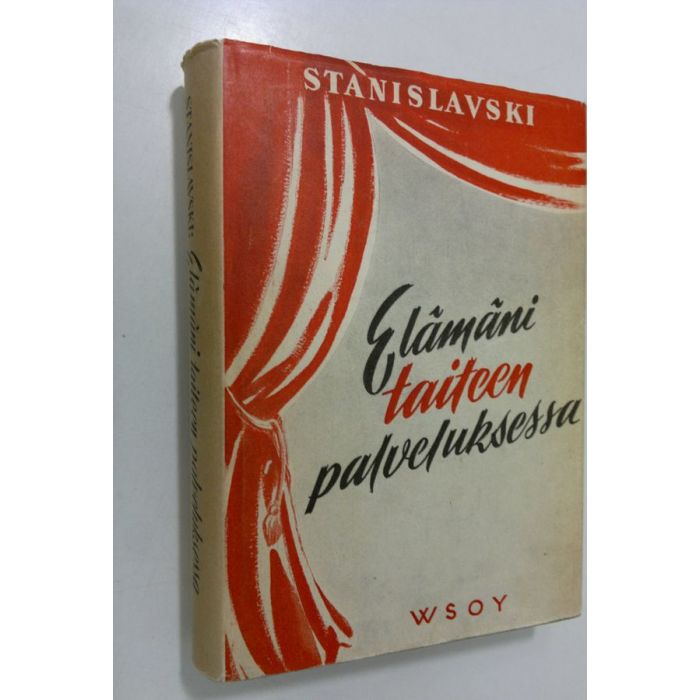 STANISLAVSKI
Elämäni
taiteen
palveluksessa
WSOY
STANISLAVSKI: Elämäni taiteen palveluksessa